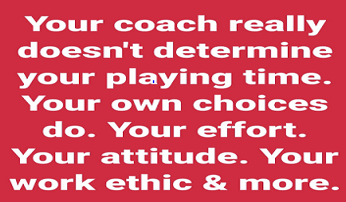 Your coach really
doesn't determine
your playing time.
Your own choices
do. Your effort.
Your attitude. Your
work ethic & more.